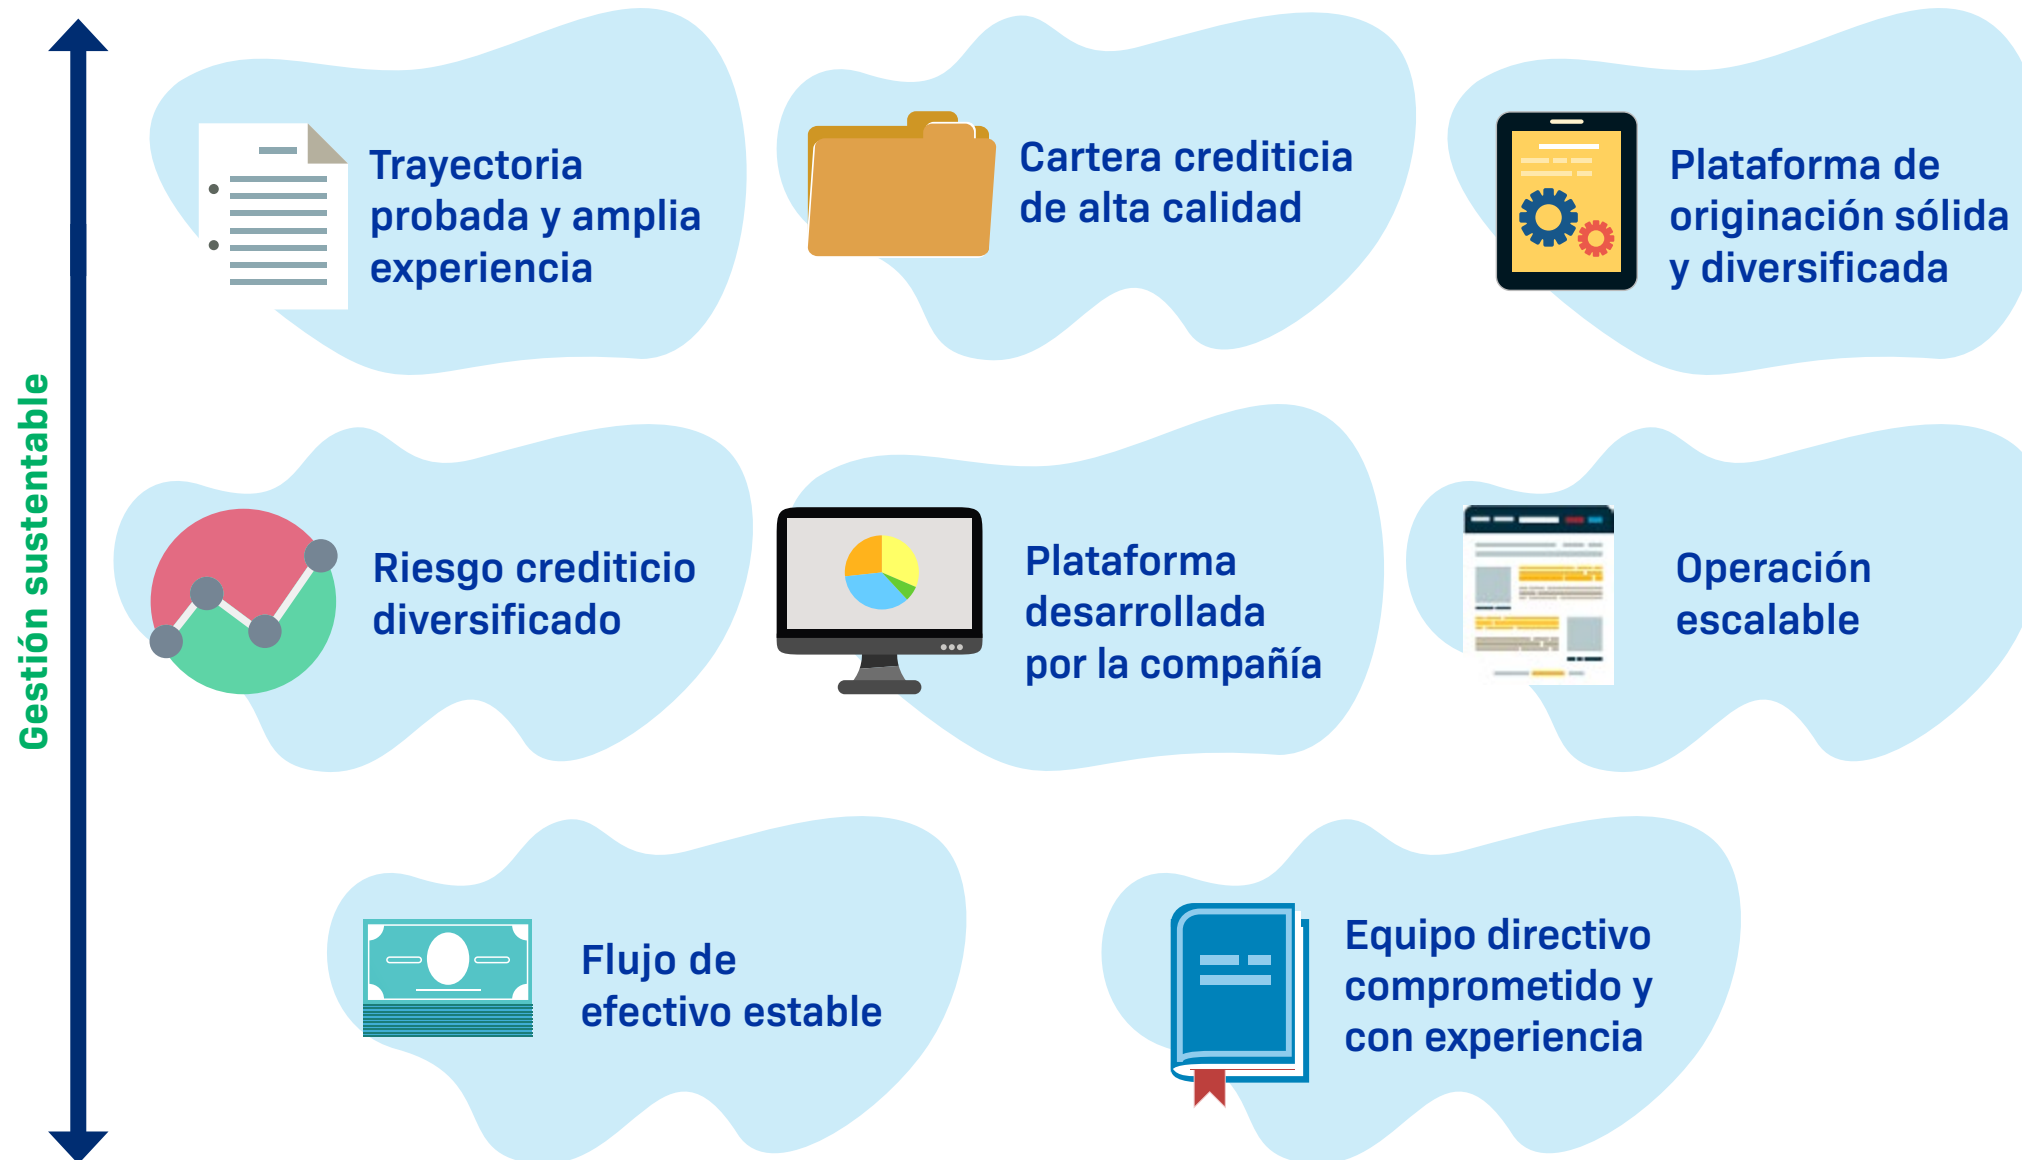 Gestión sustentable
Trayectoria
probada y amplia
experiencia
Cartera crediticia
de alta calidad
Plataforma de
originación sólida
y diversificada
Riesgo crediticio
diversificado
Plataforma
desarrollada
por la compañía
Operación
escalable
Flujo de
efectivo estable
Equipo directivo
comprometido y
con experiencia